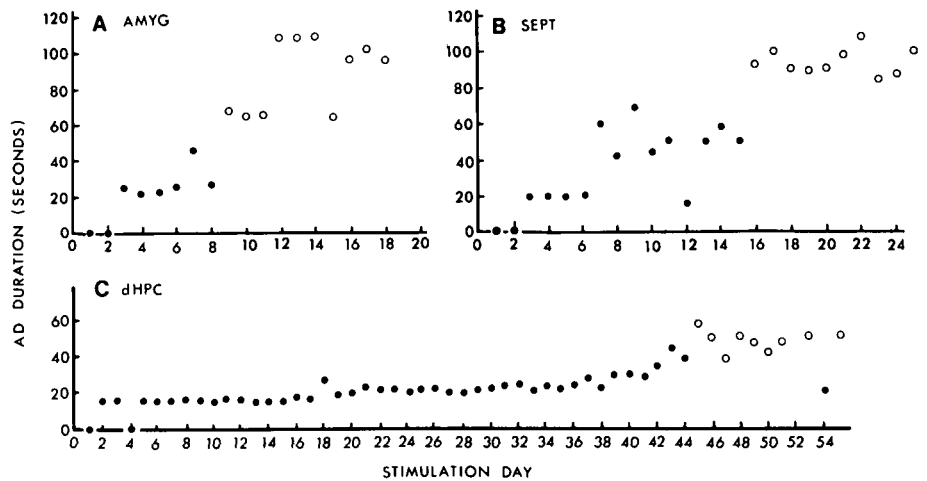 A AMYG
120
100
80
60
40
20
0
0 2 4 6 8 10 12 14 16 18 20
B SEPT
120
100
80
60
40
20
0
0 2 4 6 8 10 12 14 16 18 20 22 24
AD DURATION (SECONDS)
C dHPC
60
40
20
0
0 2 4 6 8 10 12 14 16 18 20 22 24 26 28 30 32 34 36 38 40 42 44 46 48 50 52 54
STIMULATION DAY